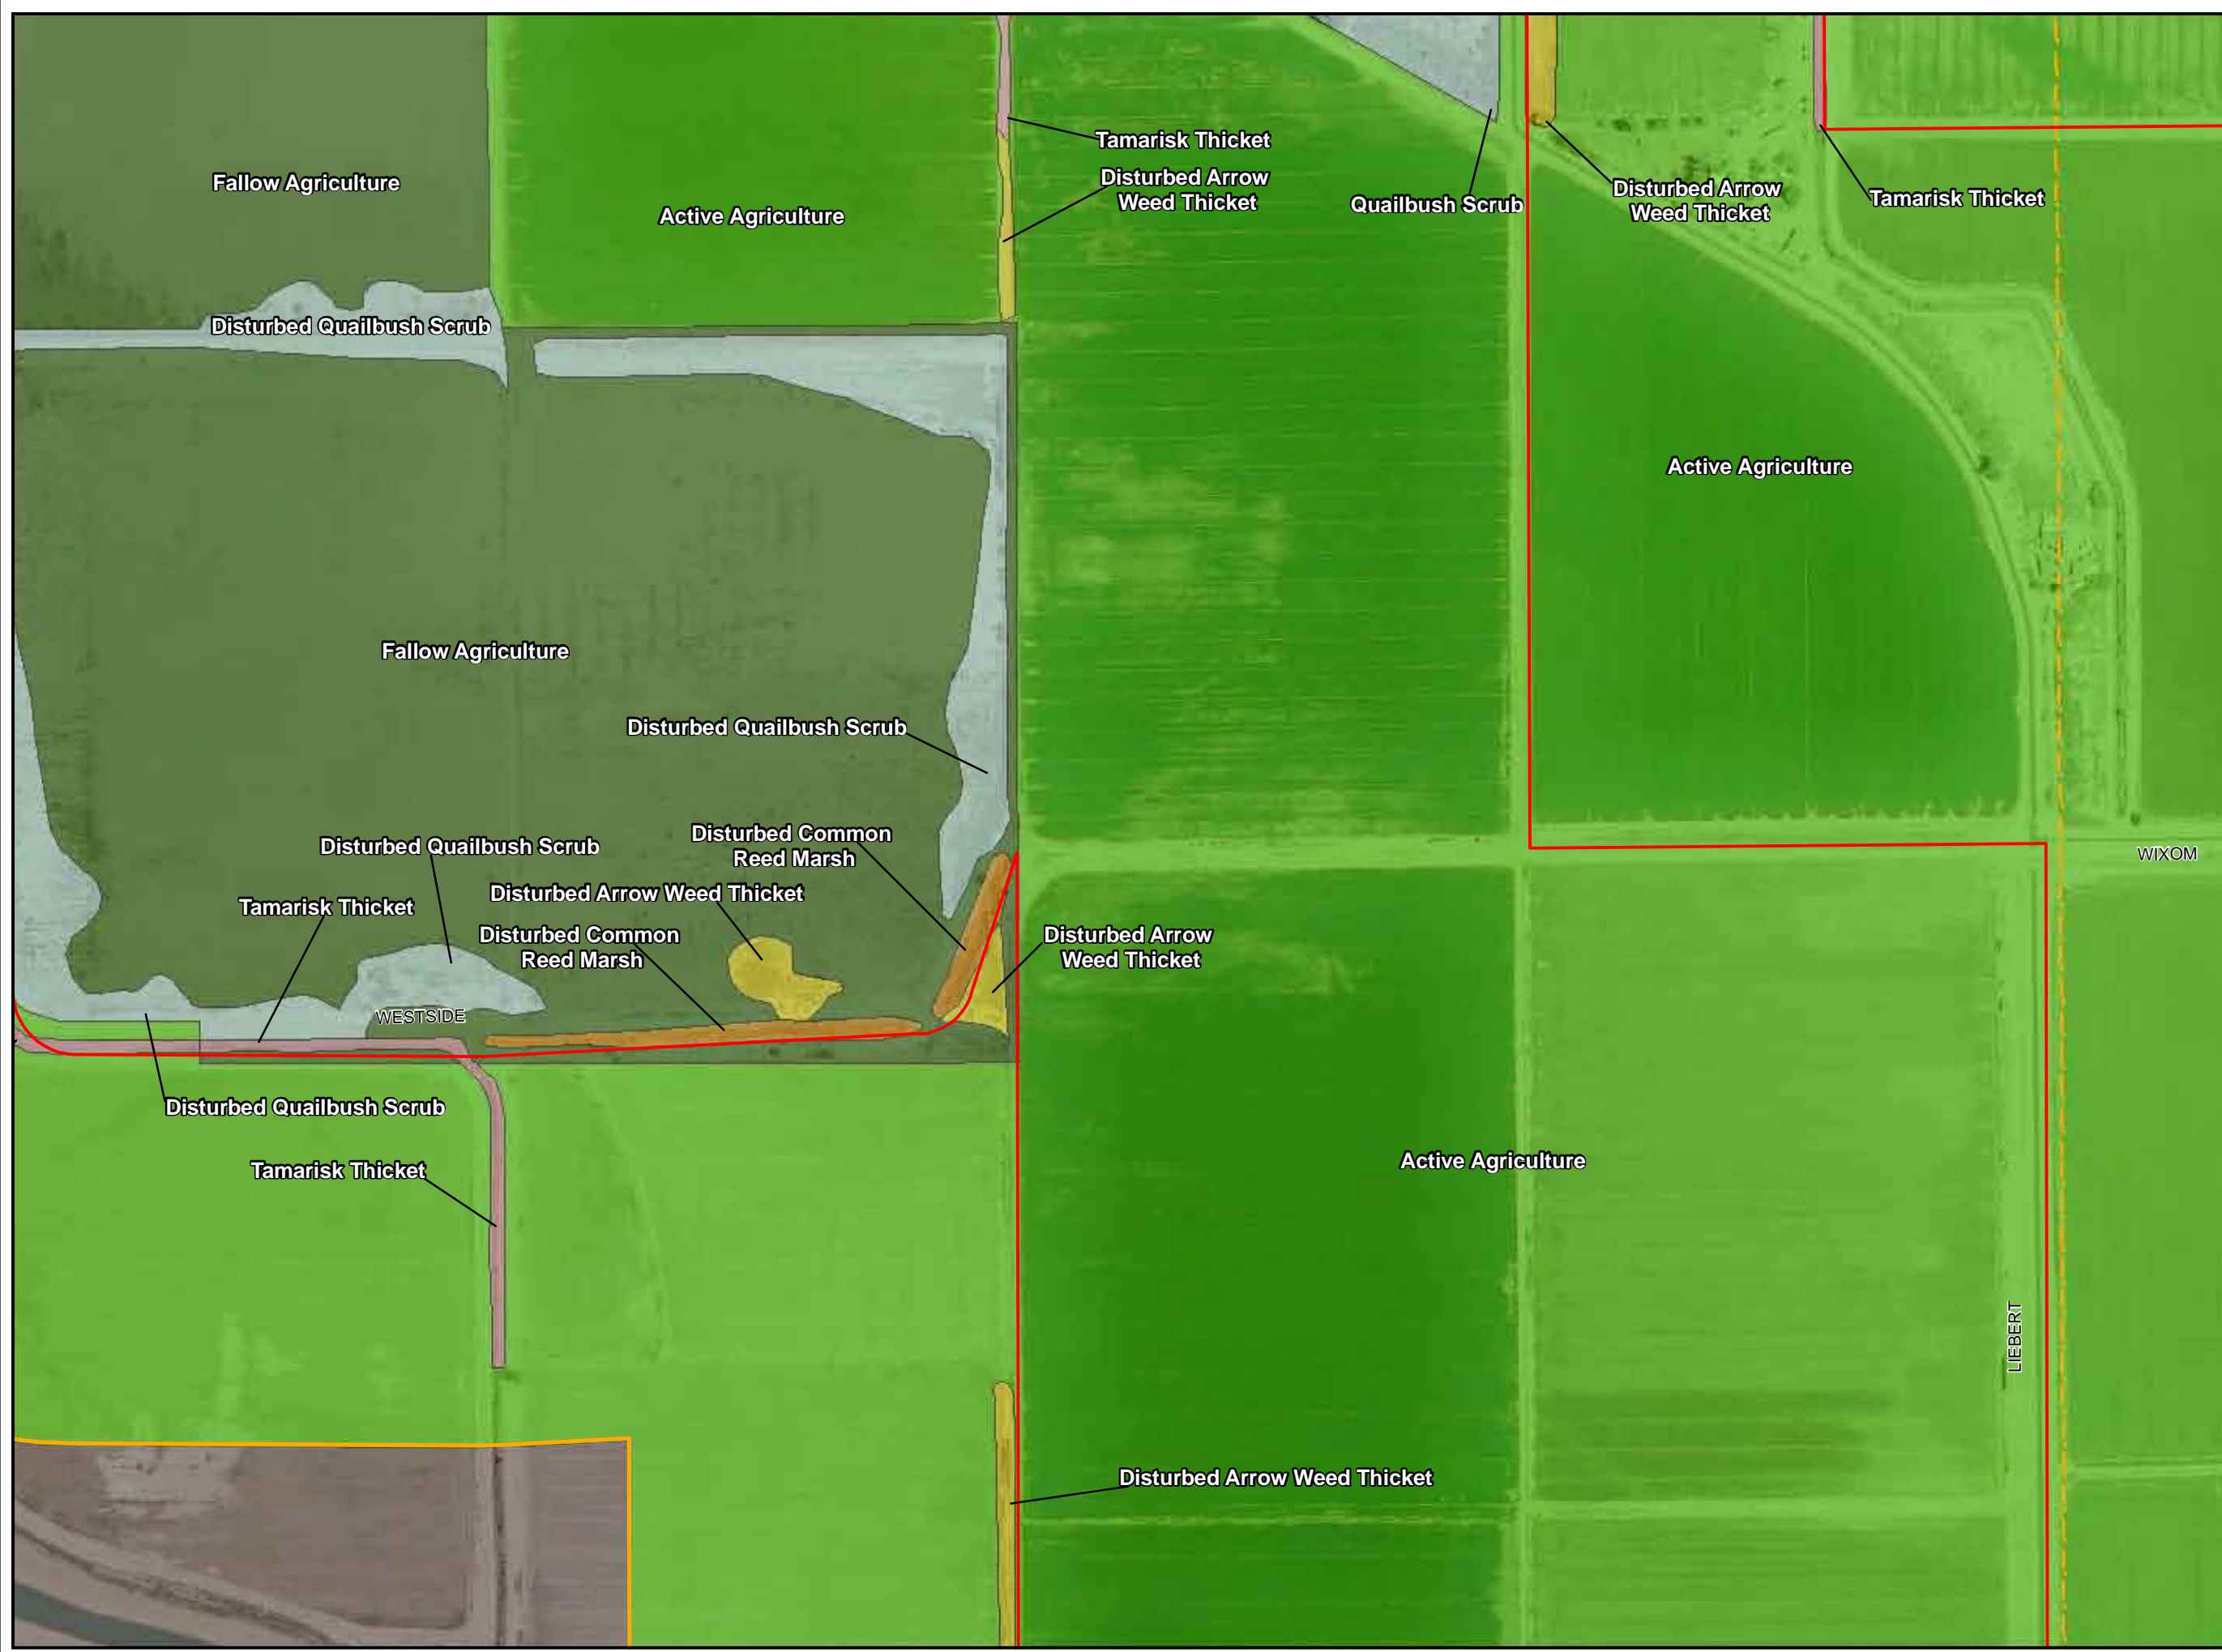 Tamarisk Thicket
Disturbed Arrow
Weed Thicket
Fallow Agriculture
Active Agriculture
Quailbush Scrub
Disturbed Arrow
Weed Thicket
Tamarisk Thicket
Disturbed Quailbush Scrub
Active Agriculture
Fallow Agriculture
Disturbed Quailbush Scrub
Disturbed Common
Reed Marsh
Disturbed Quailbush Scrub
WIXOM
Disturbed Arrow Weed Thicket
Tamarisk Thicket
Disturbed Common
Reed Marsh
Disturbed Arrow
Weed Thicket
WESTSIDE
Disturbed Quailbush Scrub
Tamarisk Thicket
Active Agriculture
LIEBERT
Disturbed Arrow Weed Thicket